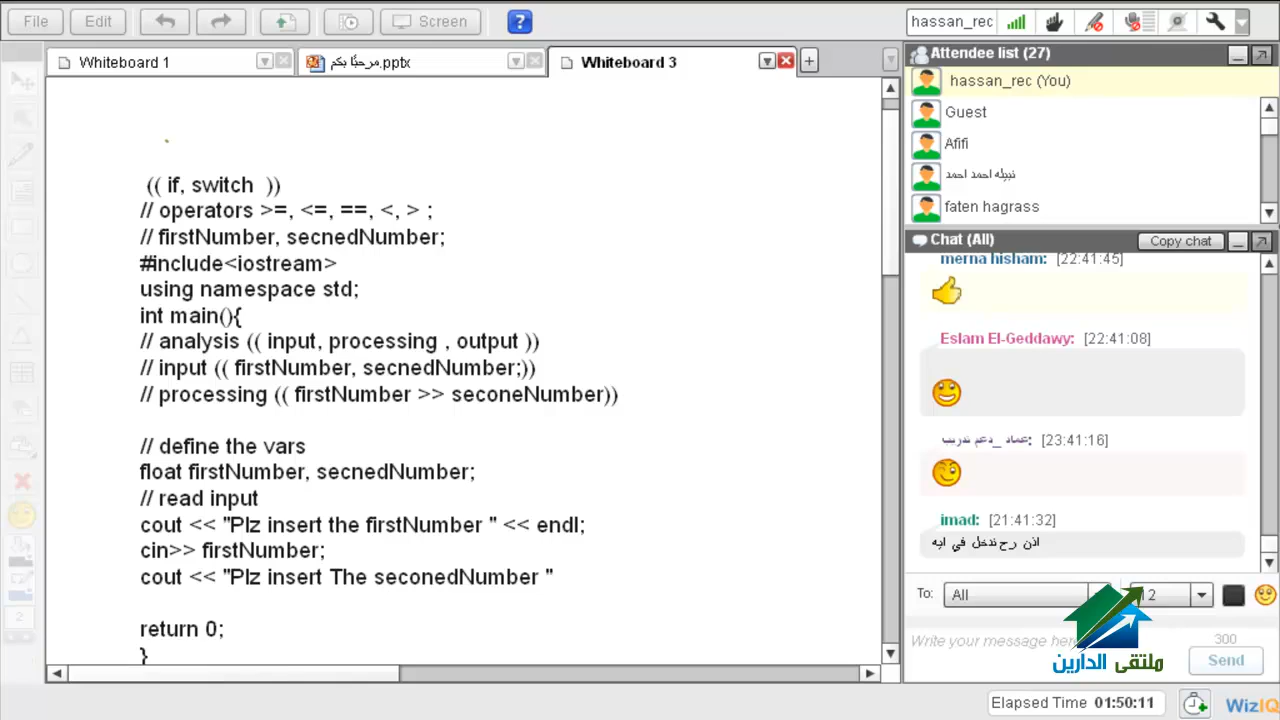 File Edit Screen ? hassan_rec
Whiteboard 1
مرحبًا بكم.pptx
Whiteboard 3
+
(( if, switch ))
// operators >=, <=, ==, <, > ;
// firstNumber, secnedNumber;
#include<iostream>
using namespace std;
int main(){
// analysis (( input, processing , output ))
// input (( firstNumber, secnedNumber;))
// processing (( firstNumber >> seconeNumber))
// define the vars
float firstNumber, secnedNumber;
// read input
cout << "Plz insert the firstNumber " << endl;
cin>> firstNumber;
cout << "Plz insert The seconedNumber "
return 0;
}
2
Attendee list (27)
hassan_rec (You)
Guest
Afifi
نبيله احمد احمد
faten hagrass
Chat (All) Copy chat
merna hisham: [22:41:45]
Eslam El-Geddawy: [22:41:08]
عماد _دعم تدريب: [23:41:16]
imad: [21:41:32]
اذن رح ندخل في ايه
To: All 12
Write your message here 300
Send
ملتقى الدارين
Elapsed Time 01:50:11
WizIQ